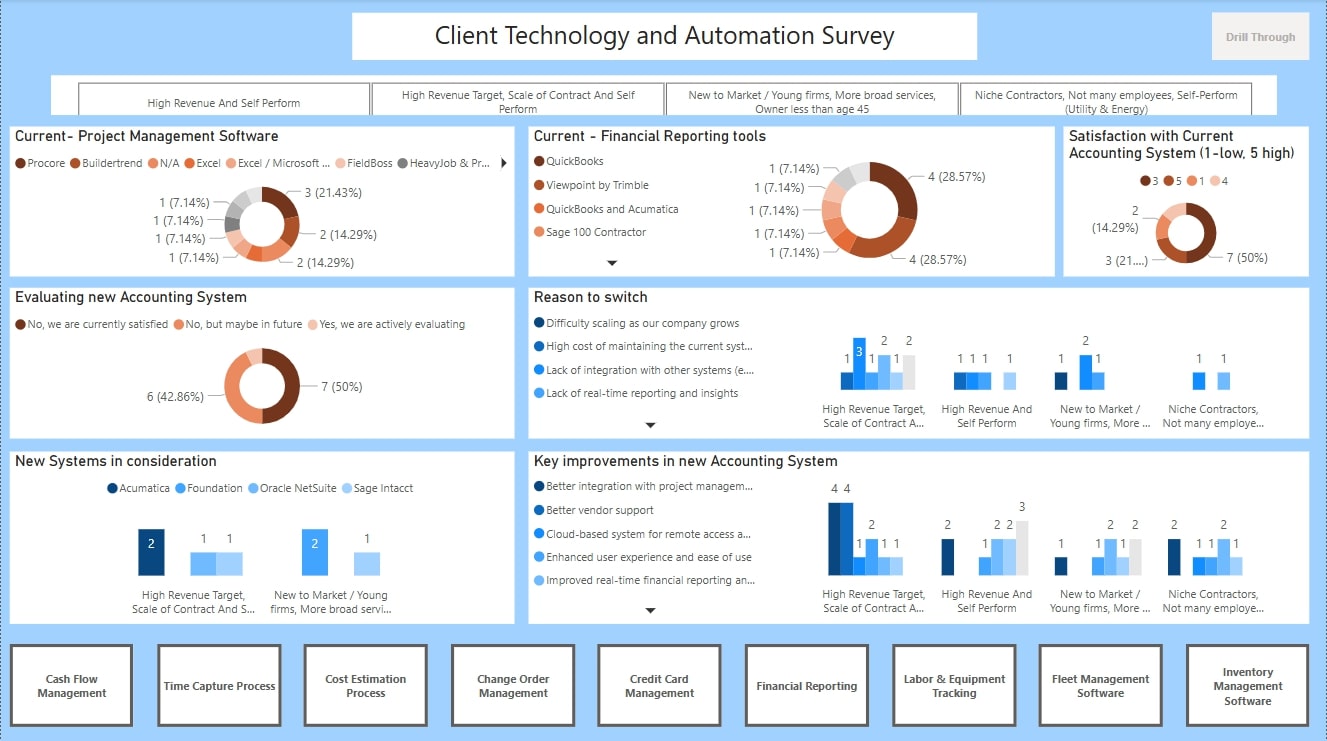 Client Technology and Automation Survey
Drill Through
High Revenue And Self Perform
High Revenue Target, Scale of Contract And Self
Perform
New to Market / Young firms, More broad services,
Owner less than age 45
Niche Contractors, Not many employees, Self-Perform
(Utility & Energy)
Current- Project Management Software
Procore Buildertrend N/A Excel Excel / Microsoft ... FieldBoss HeavyJob & Pr...
3 (21.43%)
2 (14.29%)
2 (14.29%)
1 (7.14%)
1 (7.14%)
1 (7.14%)
1 (7.14%)
Current - Financial Reporting tools
QuickBooks
Viewpoint by Trimble
QuickBooks and Acumatica
Sage 100 Contractor
1 (7.14%)
1 (7.14%)
1 (7.14%)
1 (7.14%)
1 (7.14%)
4 (28.57%)
4 (28.57%)
Satisfaction with Current
Accounting System (1-low, 5 high)
3 5 1 4
2
(14.29%)
3 (21....)
7 (50%)
Evaluating new Accounting System
No, we are currently satisfied No, but maybe in future Yes, we are actively evaluating
6 (42.86%)
7 (50%)
Reason to switch
Difficulty scaling as our company grows
High cost of maintaining the current syst...
Lack of integration with other systems (e....
Lack of real-time reporting and insights
1 3 1 2 1 2
High Revenue Target,
Scale of Contract A...
1 1 1 1
High Revenue And
Self Perform
1 2 1
New to Market /
Young firms, More ...
1 1
Niche Contractors,
Not many employe...
New Systems in consideration
Acumatica Foundation Oracle NetSuite Sage Intacct
2 1 1
High Revenue Target,
Scale of Contract And S...
2 1
New to Market / Young
firms, More broad servi...
Key improvements in new Accounting System
Better integration with project managem...
Better vendor support
Cloud-based system for remote access a...
Enhanced user experience and ease of use
Improved real-time financial reporting an...
4 4 1 2 1 1
High Revenue Target,
Scale of Contract A...
2 1 2 2 3
High Revenue And
Self Perform
1 1 2 1 2
New to Market /
Young firms, More ...
2 1 1 2 1
Niche Contractors,
Not many employe...
Cash Flow
Management
Time Capture Process
Cost Estimation
Process
Change Order
Management
Credit Card
Management
Financial Reporting
Labor & Equipment
Tracking
Fleet Management
Software
Inventory
Management
Software